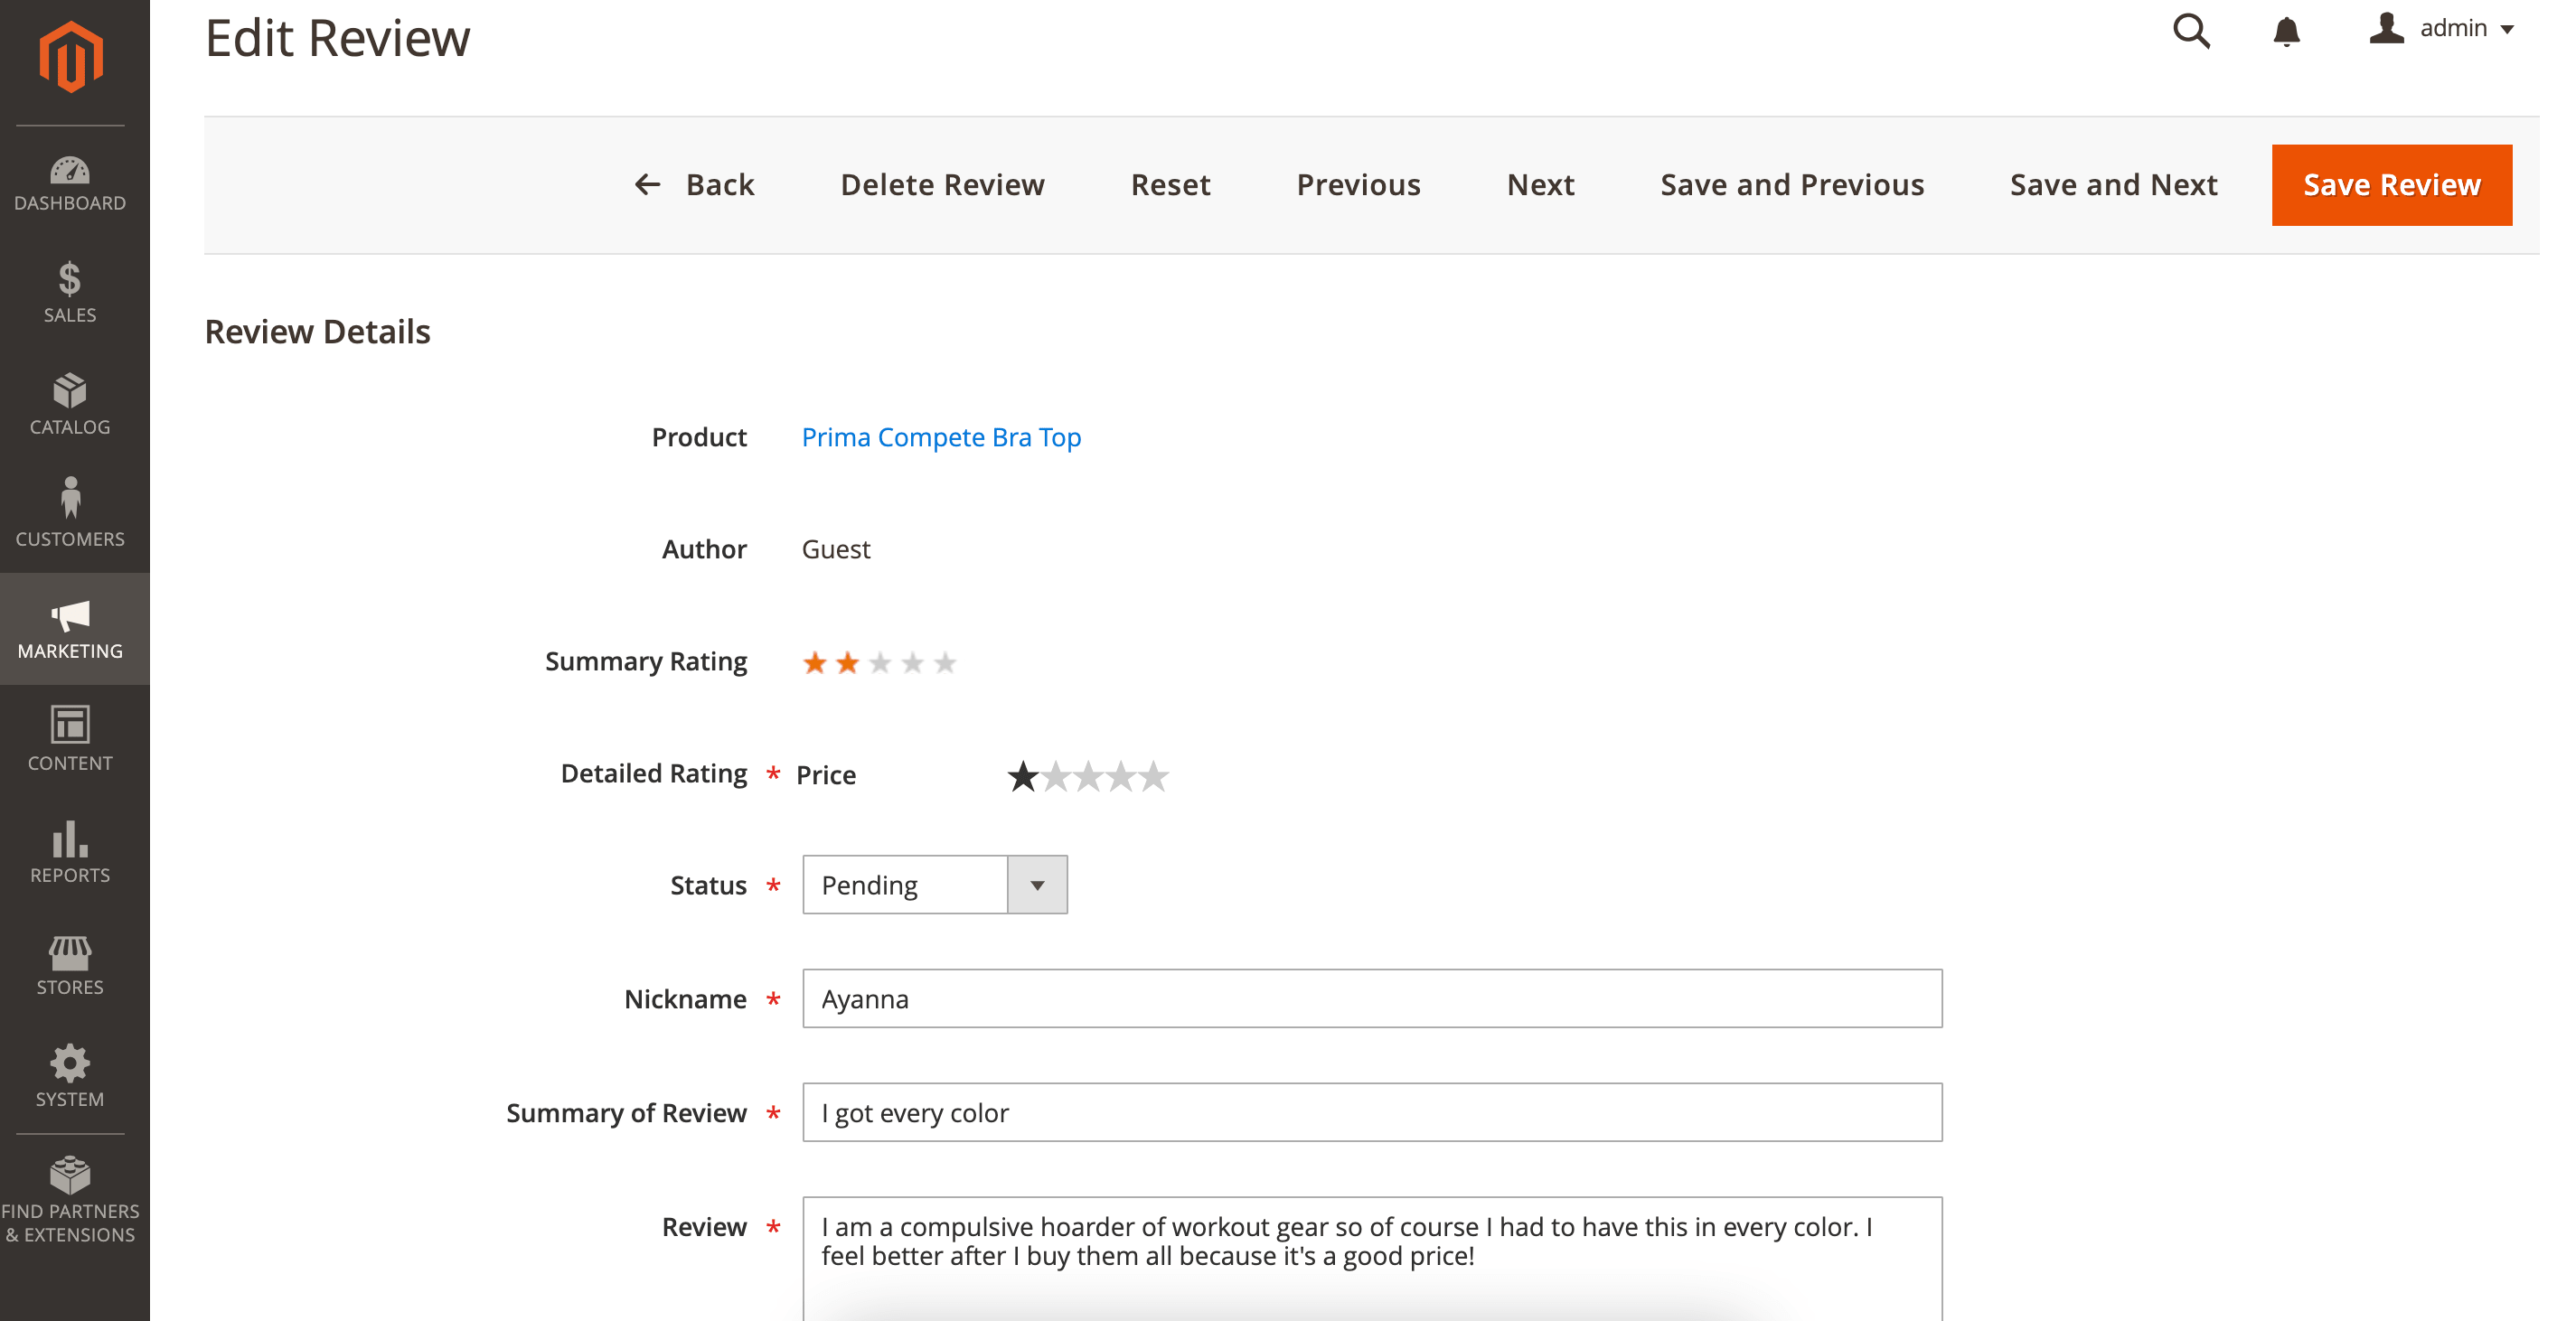 Edit Review
admin
Back
Delete Review
Reset
Previous
Next
Save and Previous
Save and Next
Save Review
DASHBOARD
SALES
CATALOG
CUSTOMERS
MARKETING
CONTENT
REPORTS
STORES
SYSTEM
FIND PARTNERS
& EXTENSIONS
Review Details
Product
Prima Compete Bra Top
Author
Guest
Summary Rating
Detailed Rating *
Price
Status *
Pending
Nickname *
Ayanna
Summary of Review *
I got every color
Review *
I am a compulsive hoarder of workout gear so of course I had to have this in every color. I
feel better after I buy them all because it's a good price!